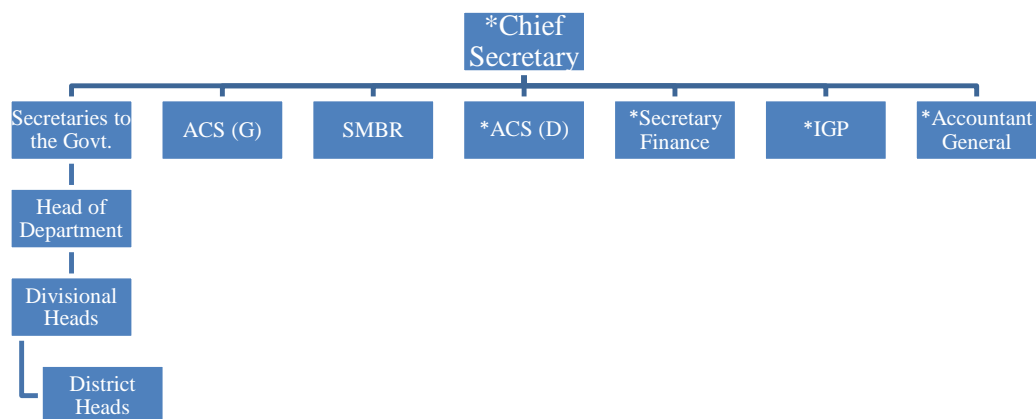 *Chief
Secretary
Secretaries to
the Govt.
ACS (G)
SMBR
*ACS (D)
*Secretary
Finance
*IGP
*Accountant
General
Head of
Department
Divisional
Heads
District
Heads